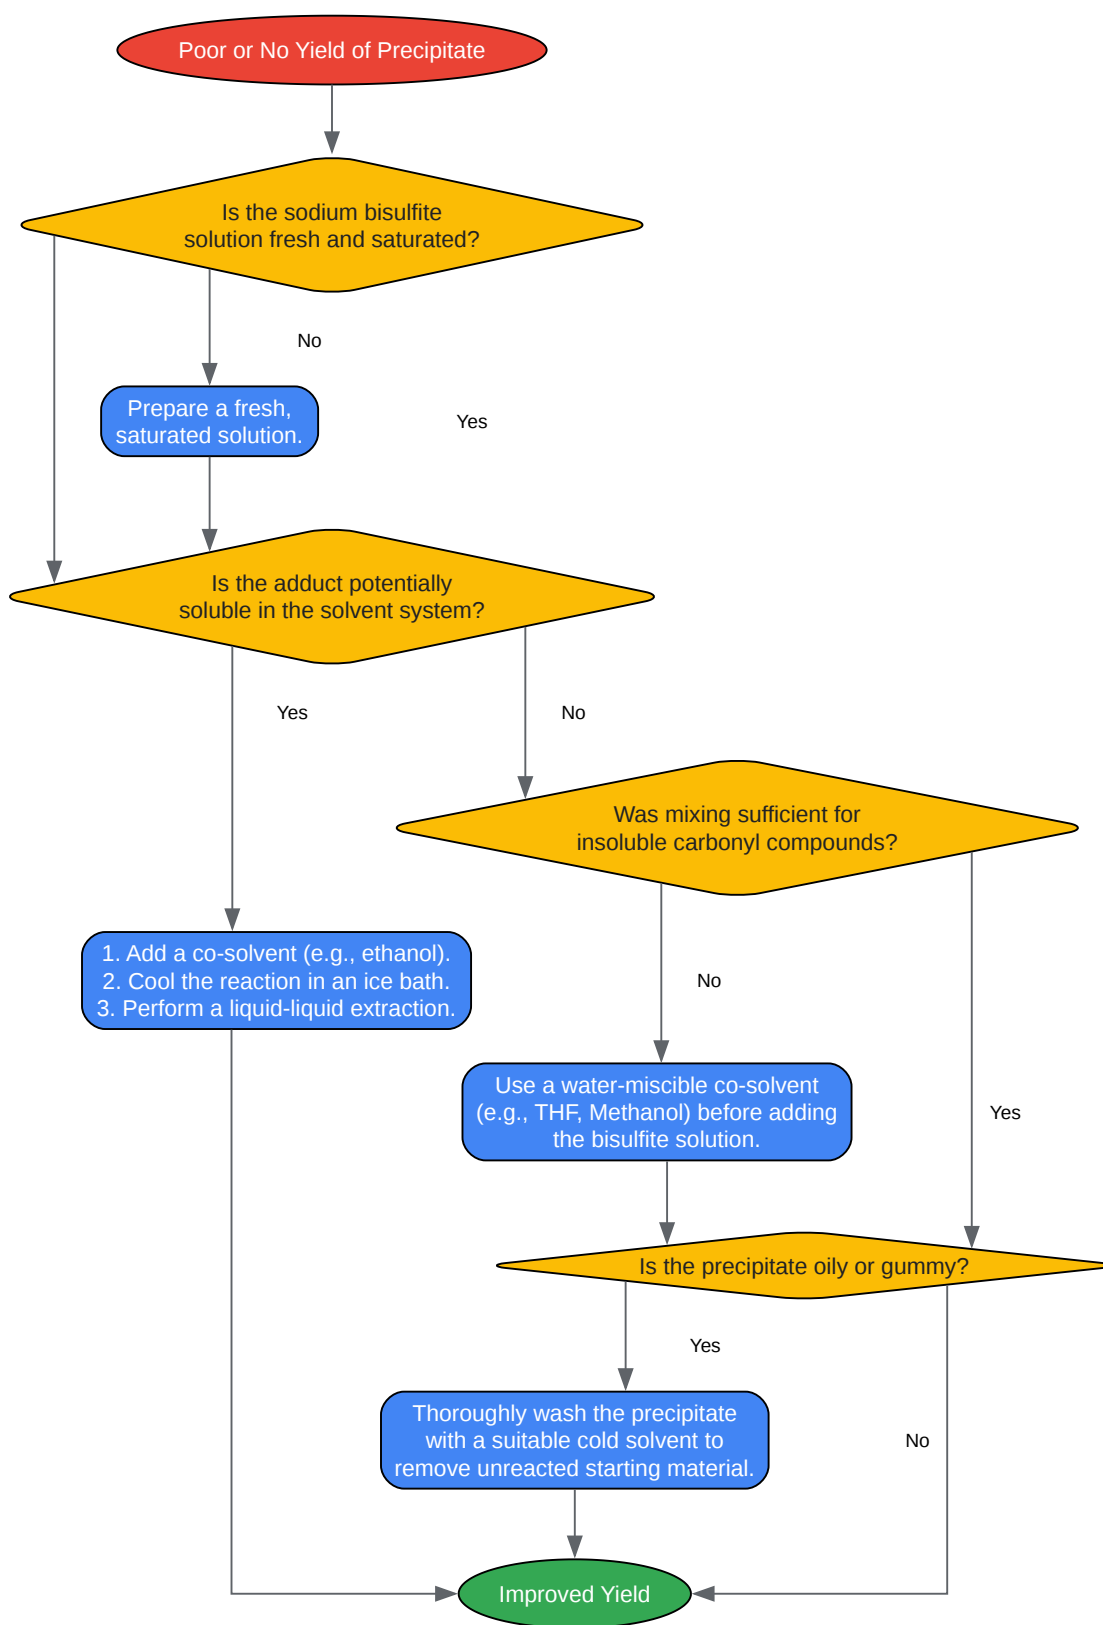 Poor or No Yield of Precipitate
Is the sodium bisulfite
solution fresh and saturated?
No
Prepare a fresh,
saturated solution.
Yes
Is the adduct potentially
soluble in the solvent system?
Yes
No
Was mixing sufficient for
insoluble carbonyl compounds?
1. Add a co-solvent (e.g., ethanol).
2. Cool the reaction in an ice bath.
3. Perform a liquid-liquid extraction.
No
Use a water-miscible co-solvent
(e.g., THF, Methanol) before adding
the bisulfite solution.
Yes
Is the precipitate oily or gummy?
Yes
Thoroughly wash the precipitate
with a suitable cold solvent to
remove unreacted starting material.
No
Improved Yield